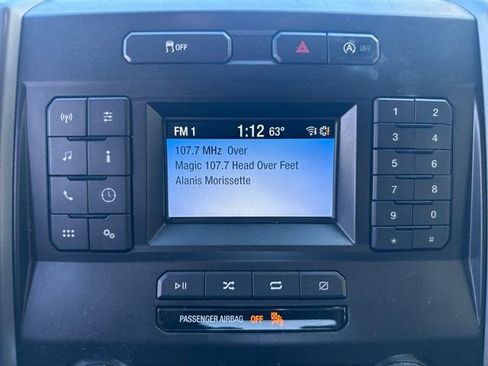 OFF
A OFF
FM 1 1:12 63°
107.7 MHz Over
Magic 107.7 Head Over Feet
Alanis Morissette
1 2
3 4
5 6
7 8
9 0
* #
i
PASSENGER AIRBAG OFF